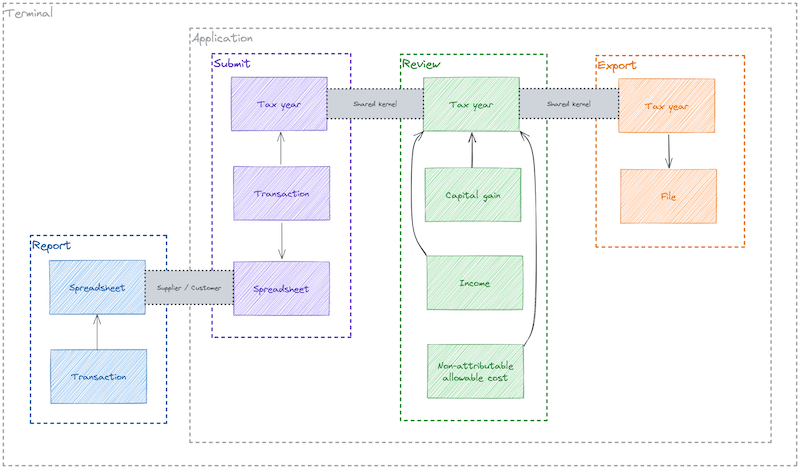 Terminal
Application
Submit
Review
Export
Tax year
Shared kernel
Tax year
Shared kernel
Tax year
Transaction
Capital gain
File
Report
Spreadsheet
Supplier / Customer
Spreadsheet
Income
Transaction
Non-attributable
allowable cost